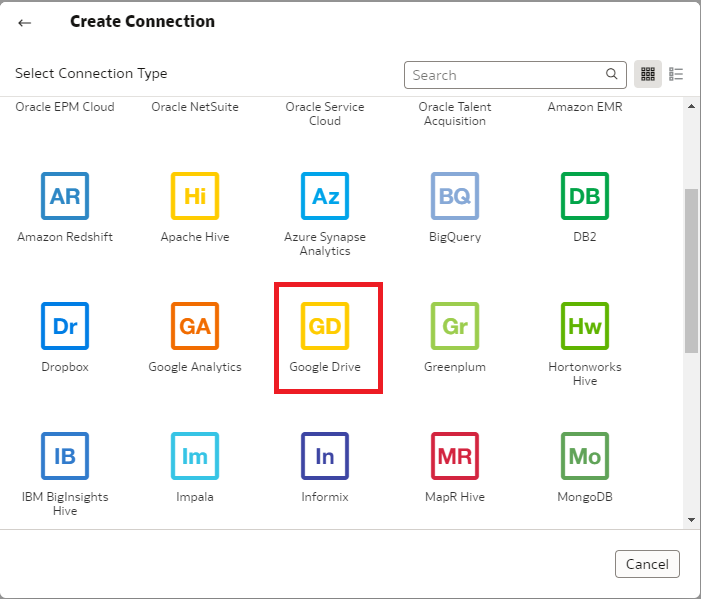 Create Connection
Select Connection Type
Search
Oracle EPM Cloud
Oracle NetSuite
Oracle Service
Cloud
Oracle Talent
Acquisition
Amazon EMR
AR
Hi
Az
BQ
DB
Amazon Redshift
Apache Hive
Azure Synapse
Analytics
BigQuery
DB2
Dr
GA
GD
Gr
Hw
Dropbox
Google Analytics
Google Drive
Greenplum
Hortonworks
Hive
IB
Im
In
MR
Mo
IBM BigInsights
Hive
Impala
Informix
MapR Hive
MongoDB
Cancel